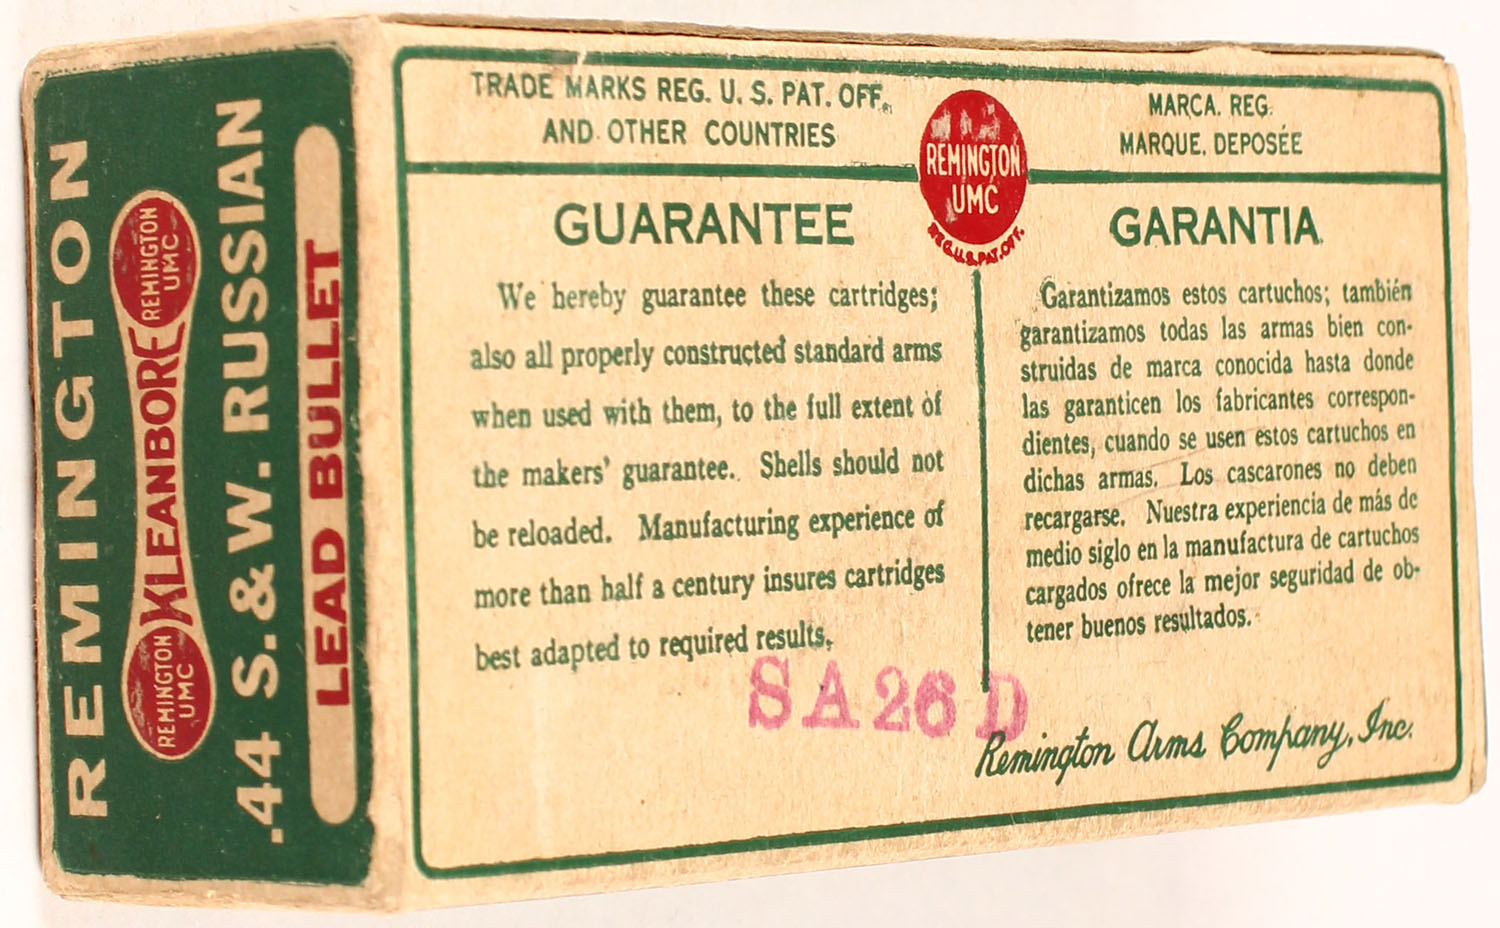 REMINGTON
REMINGTON
UMC
KLEANBORE
REMINGTON
UMC
.44 S. & W. RUSSIAN
LEAD BULLET
TRADE MARKS REG. U. S. PAT. OFF.
AND OTHER COUNTRIES
REMINGTON
UMC
REG. U.S. PAT. OFF.
MARCA. REG.
MARQUE. DEPOSÉE
GUARANTEE
We hereby guarantee these cartridges;
also all properly constructed standard arms
when used with them, to the full extent of
the makers' guarantee. Shells should not
be reloaded. Manufacturing experience of
more than half a century insures cartridges
best adapted to required results.
GARANTIA
Garantizamos estos cartuchos; también
garantizamos todas las armas bien con-
struidas de marca conocida hasta donde
las garanticen los fabricantes correspon-
dientes, cuando se usen estos cartuchos en
dichas armas. Los cascarones no deben
recargarse. Nuestra experiencia de más de
medio siglo en la manufactura de cartuchos
cargados ofrece la mejor seguridad de ob-
tener buenos resultados.
SA26D
Remington Arms Company, Inc.